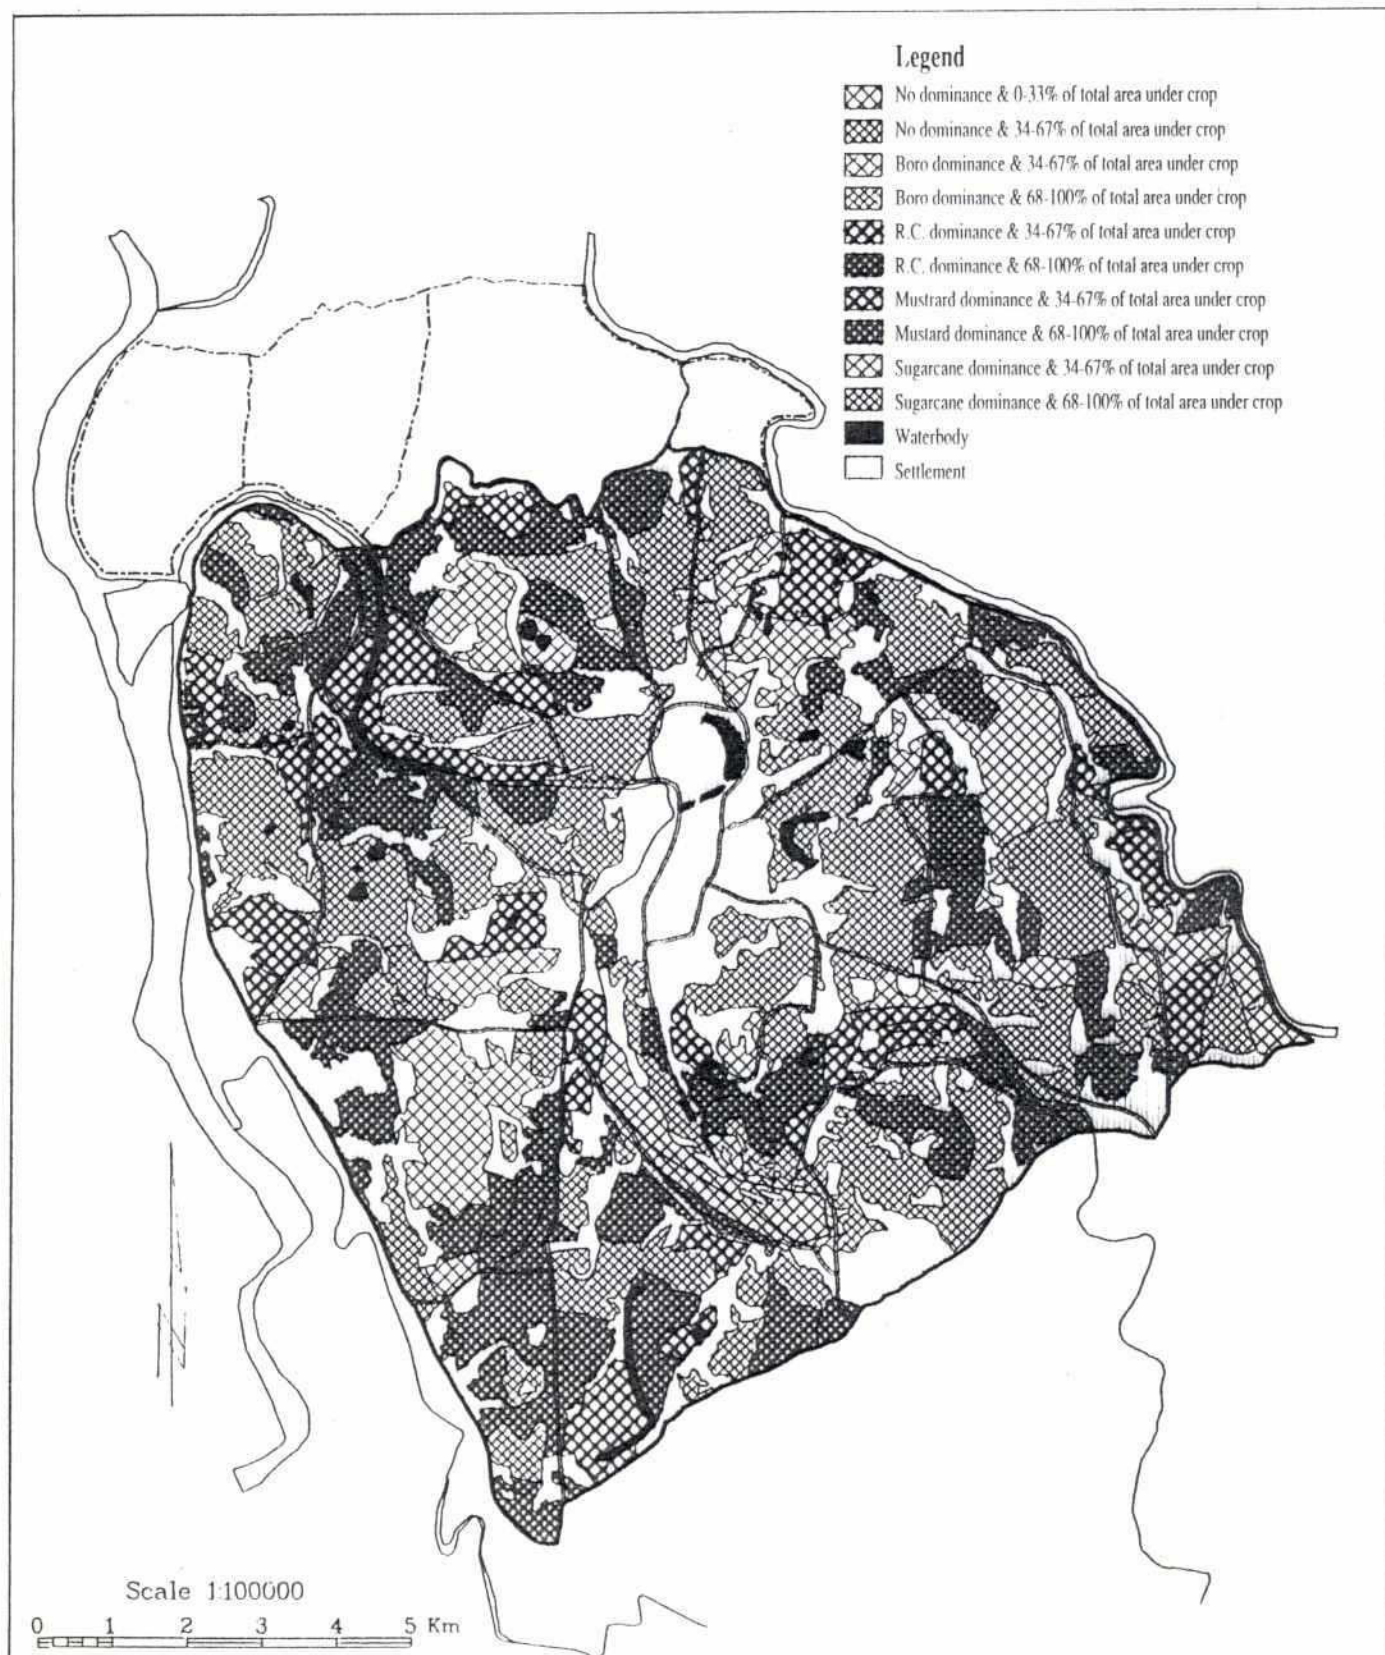 Legend
No dominance & 0-33% of total area under crop
No dominance & 34-67% of total area under crop
Boro dominance & 34-67% of total area under crop
Boro dominance & 68-100% of total area under crop
R.C. dominance & 34-67% of total area under crop
R.C. dominance & 68-100% of total area under crop
Mustrard dominance & 34-67% of total area under crop
Mustard dominance & 68-100% of total area under crop
Sugarcane dominance & 34-67% of total area under crop
Sugarcane dominance & 68-100% of total area under crop
Waterbody
Settlement
Scale 1:100000
0 1 2 3 4 5 Km